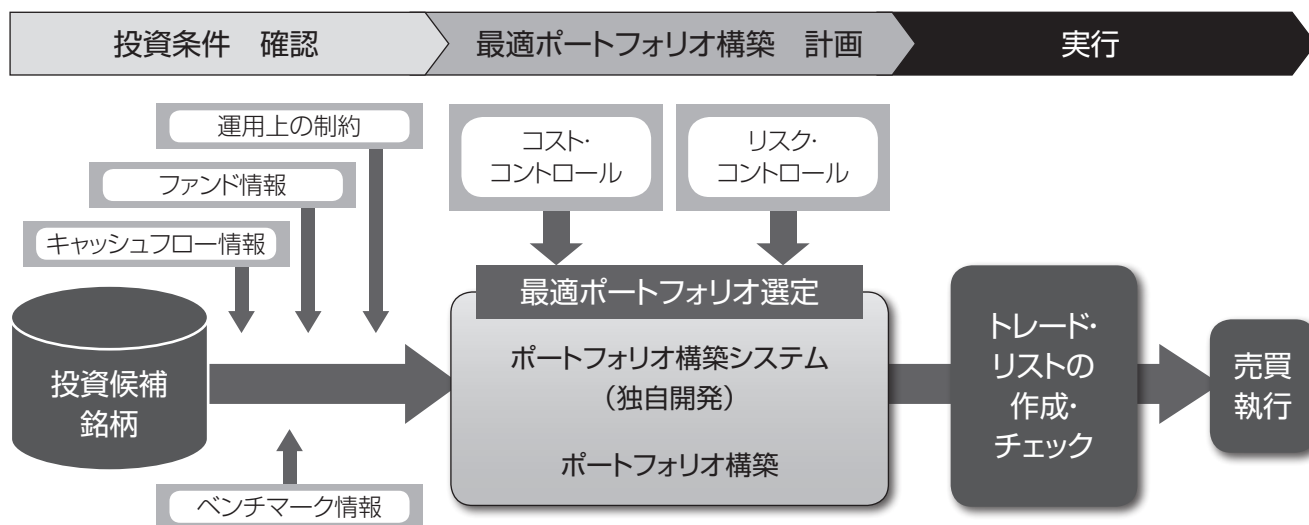 投資条件　確認
最適ポートフォリオ構築　計画
実行
運用上の制約
ファンド情報
キャッシュフロー情報
投資候補
銘柄
ベンチマーク情報
コスト・
コントロール
リスク・
コントロール
最適ポートフォリオ選定
ポートフォリオ構築システム
（独自開発）
ポートフォリオ構築
トレード・
リストの
作成・
チェック
売買
執行